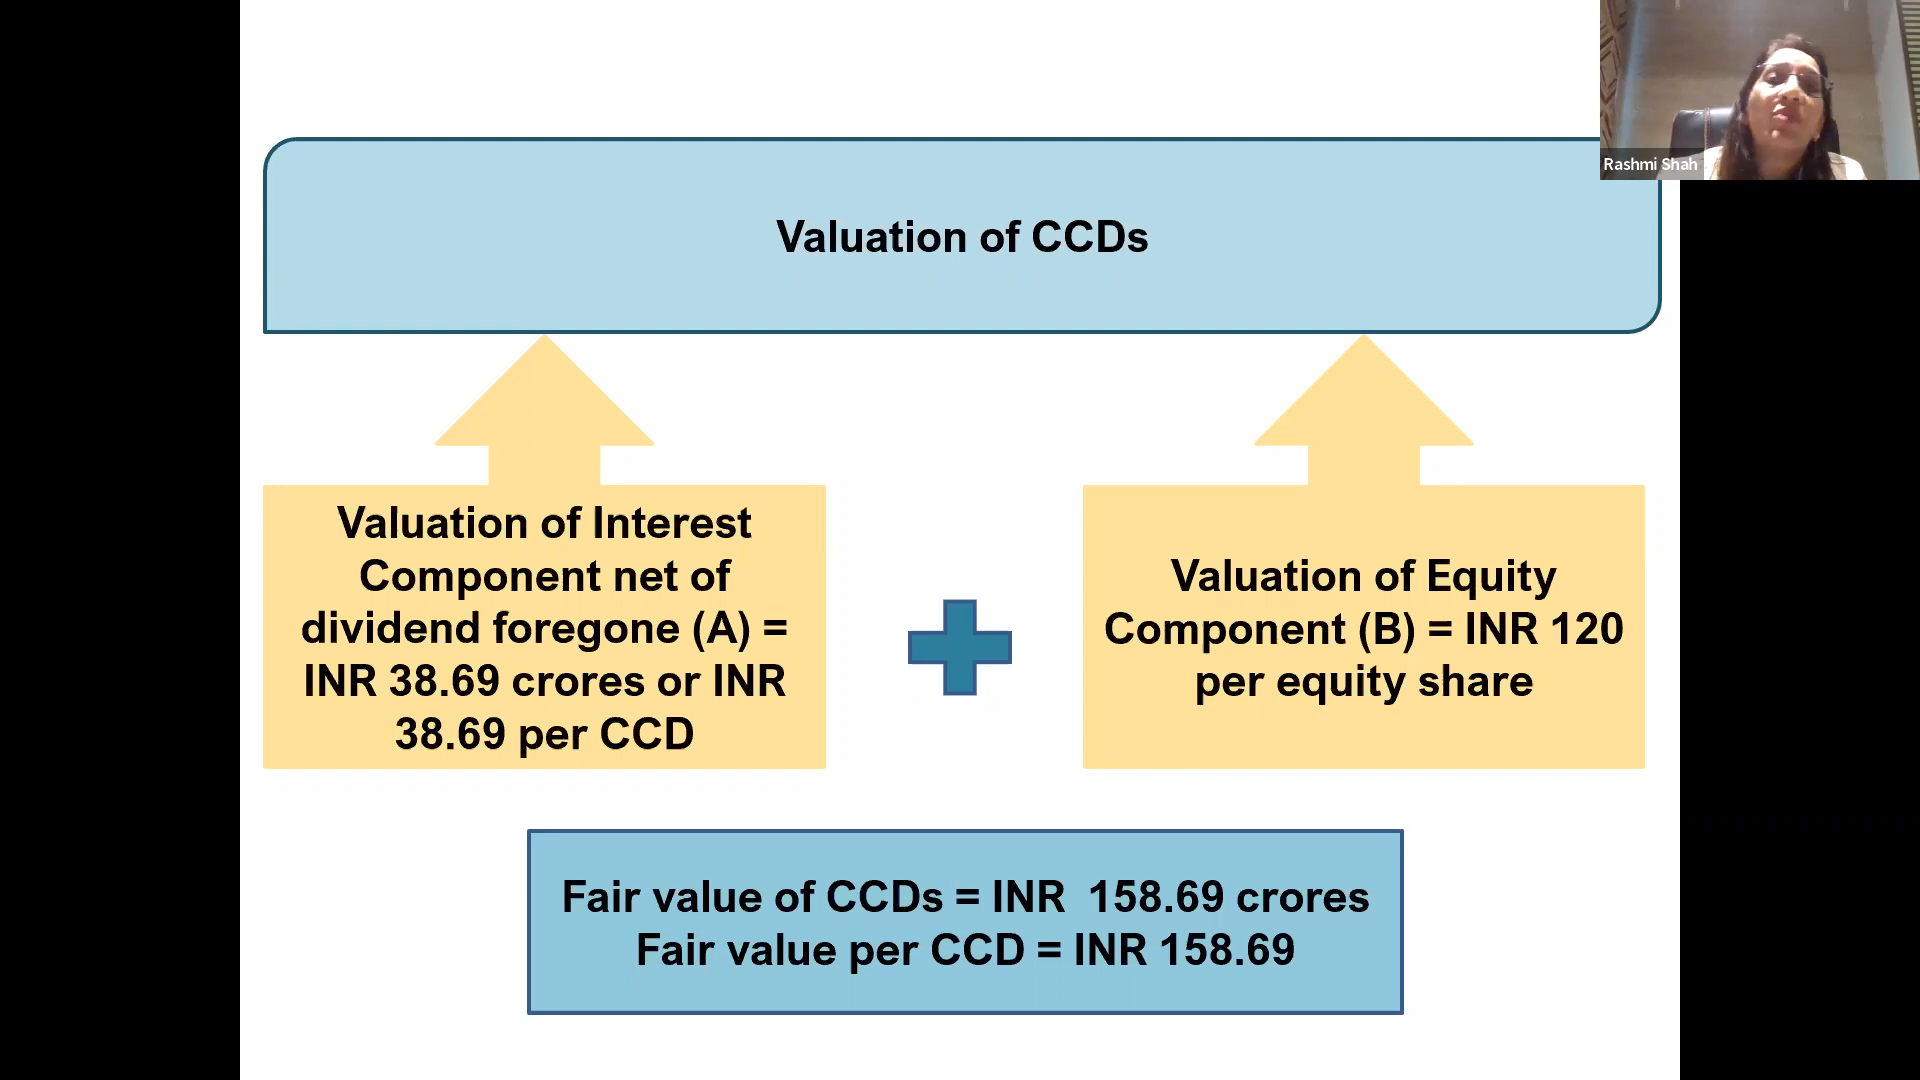 Rashmi Shah
Valuation of CCDs
Valuation of Interest
Component net of
dividend foregone (A) =
INR 38.69 crores or INR
38.69 per CCD
Valuation of Equity
Component (B) = INR 120
per equity share
Fair value of CCDs = INR 158.69 crores
Fair value per CCD = INR 158.69